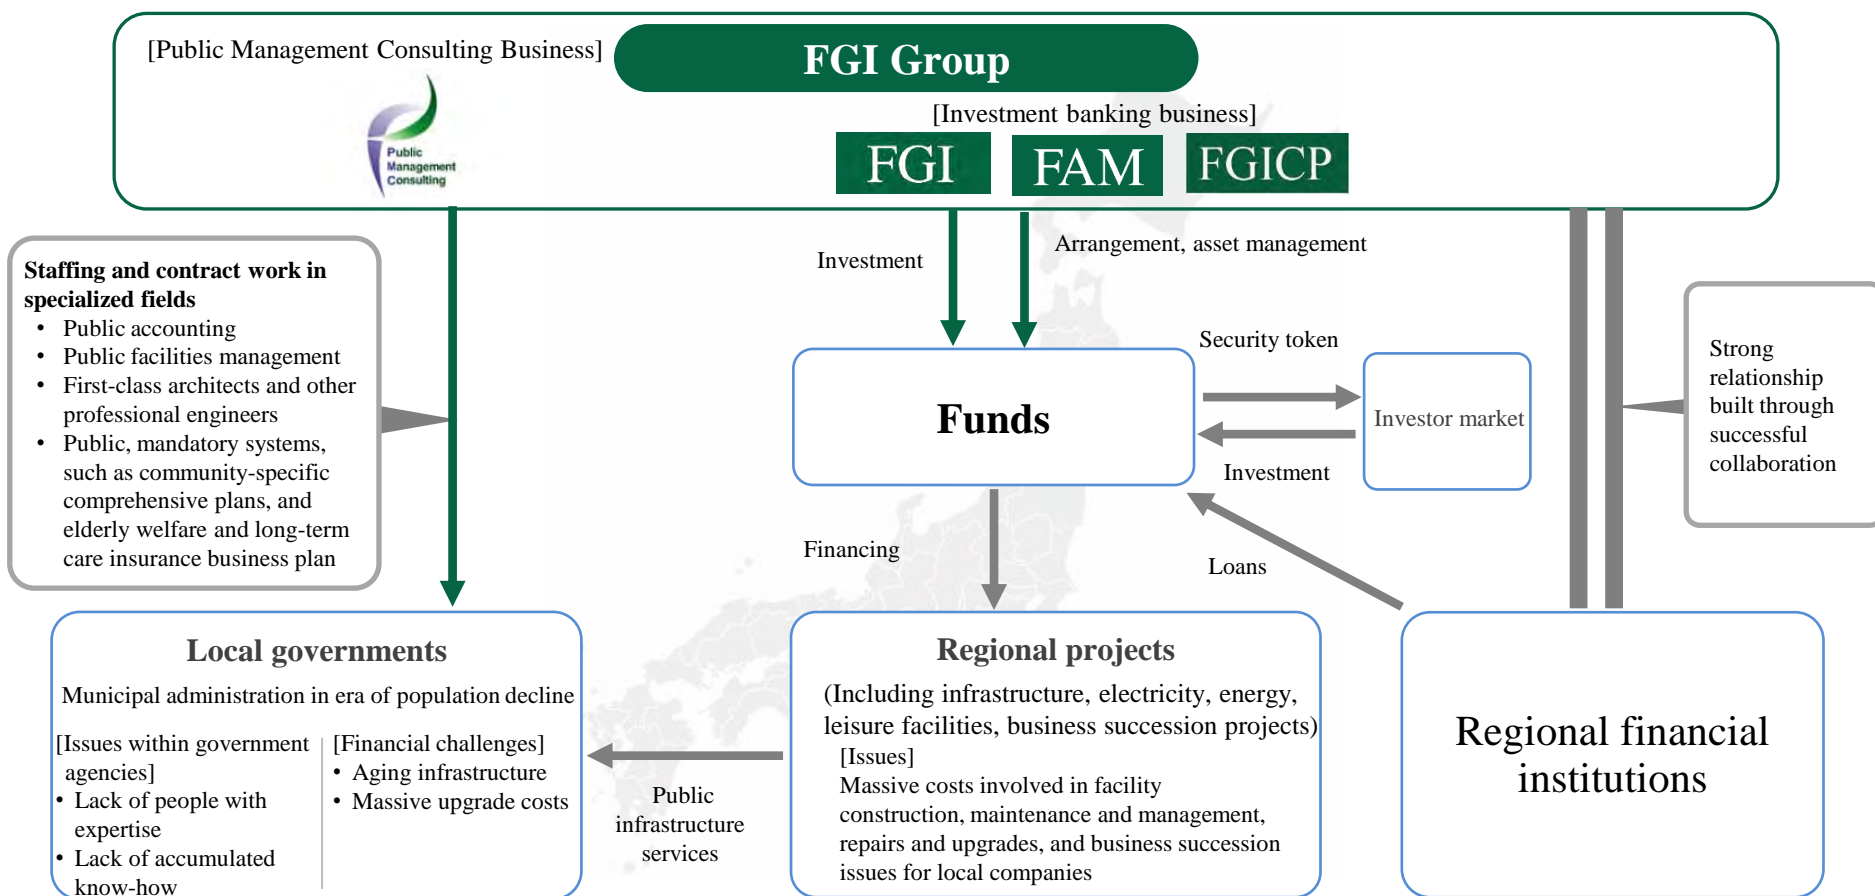 [Public Management Consulting Business]
FGI Group
Public
Management
Consulting
[Investment banking business]
FGI
FAM
FGICP
Staffing and contract work in
specialized fields
• Public accounting
• Public facilities management
• First-class architects and other
professional engineers
• Public, mandatory systems,
such as community-specific
comprehensive plans, and
elderly welfare and long-term
care insurance business plan
Investment
Arrangement, asset management
Funds
Security token
Investor market
Investment
Strong
relationship
built through
successful
collaboration
Financing
Loans
Local governments
Municipal administration in era of population decline
[Issues within government
agencies]
• Lack of people with
expertise
• Lack of accumulated
know-how
[Financial challenges]
• Aging infrastructure
• Massive upgrade costs
Public
infrastructure
services
Regional projects
(Including infrastructure, electricity, energy,
leisure facilities, business succession projects)
[Issues]
Massive costs involved in facility
construction, maintenance and management,
repairs and upgrades, and business succession
issues for local companies
Regional financial
institutions